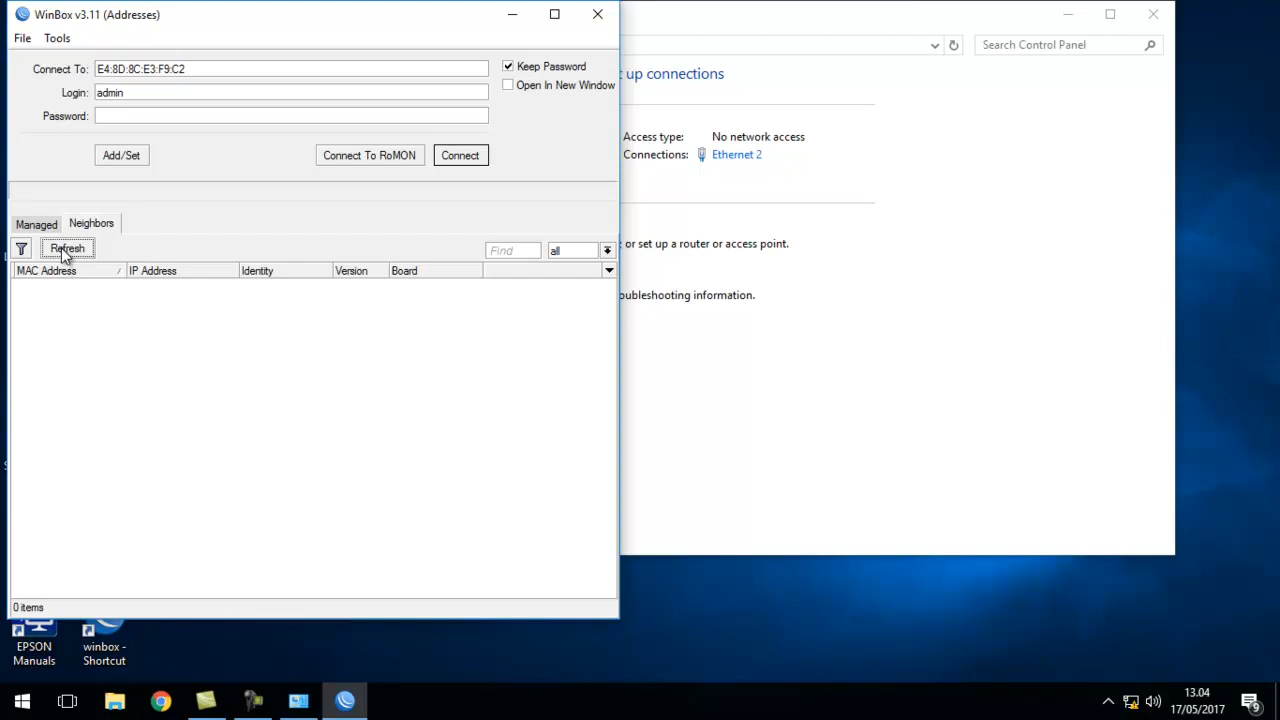 WinBox v3.11 (Addresses)
File Tools
Connect To: E4:8D:8C:E3:F9:C2
Keep Password
Login: admin
Open In New Window
Password:
Add/Set
Connect To RoMON
Connect
Managed
Neighbors
Refresh
Find
all
MAC Address
IP Address
Identity
Version
Board
0 items
Search Control Panel
t up connections
Access type: No network access
Connections: Ethernet 2
or set up a router or access point.
oubleshooting information.
EPSON
Manuals
winbox -
Shortcut
13.04
17/05/2017
9